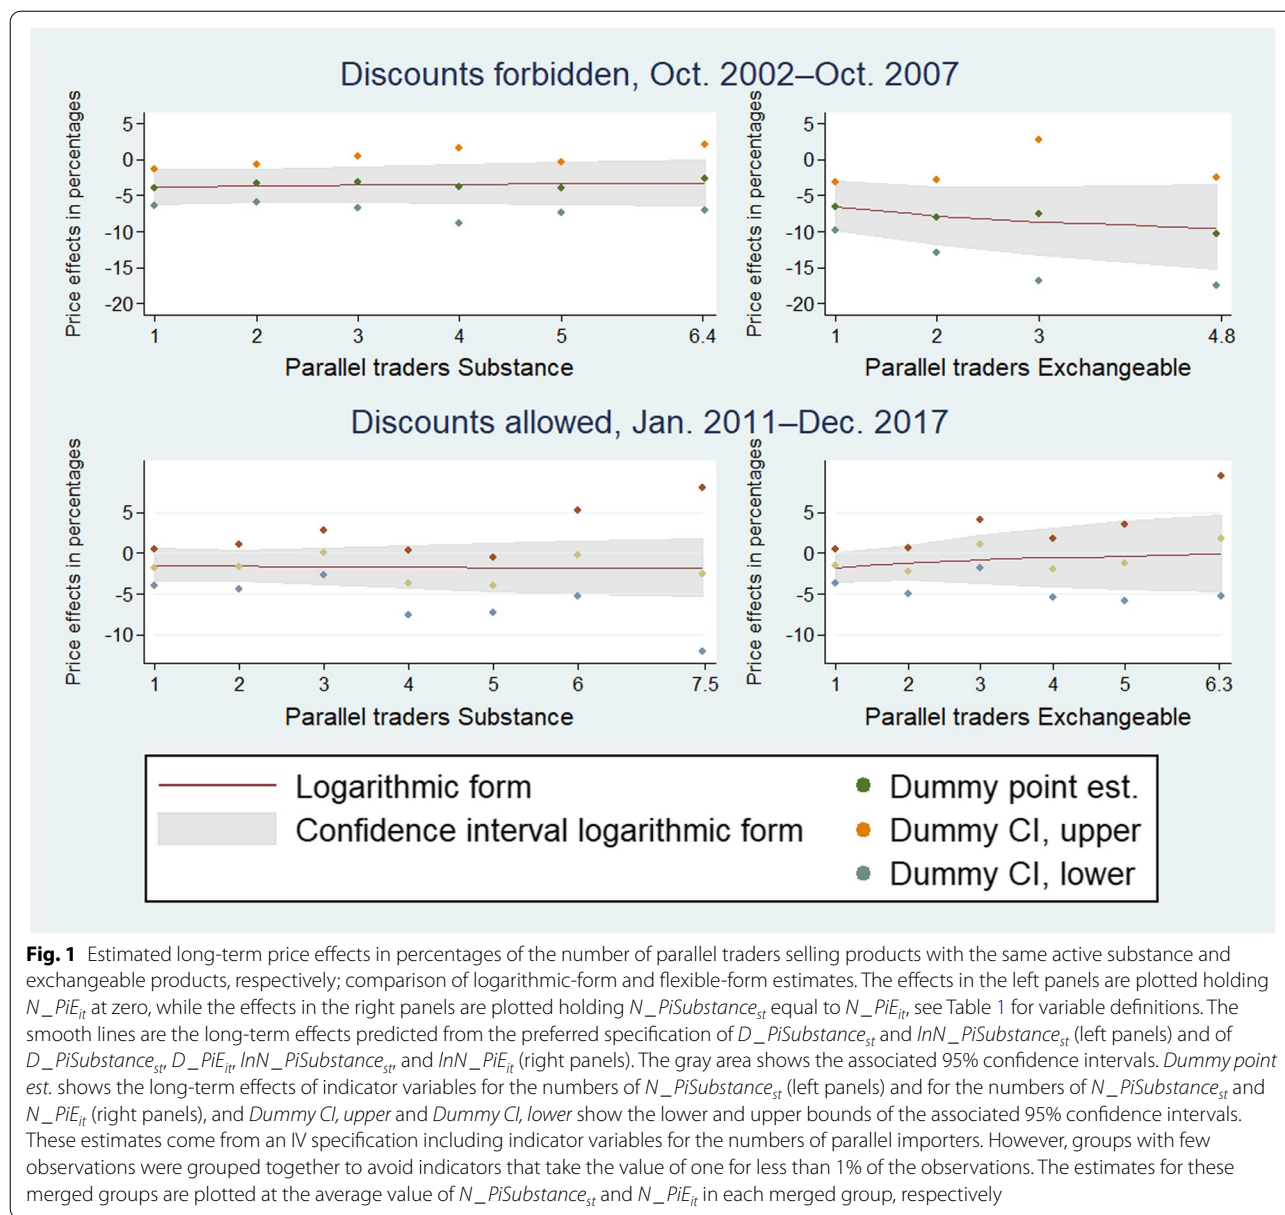 Discounts forbidden, Oct. 2002–Oct. 2007
Price effects in percentages
5
0
-5
-10
-15
-20
1 2 3 4 5 6.4
Parallel traders Substance
Price effects in percentages
5
0
-5
-10
-15
-20
1 2 3 4.8
Parallel traders Exchangeable
Discounts allowed, Jan. 2011–Dec. 2017
Price effects in percentages
5
0
-5
-10
1 2 3 4 5 6 7.5
Parallel traders Substance
Price effects in percentages
5
0
-5
-10
1 2 3 4 5 6.3
Parallel traders Exchangeable
Logarithmic form
Confidence interval logarithmic form
Dummy point est.
Dummy CI, upper
Dummy CI, lower
Fig. 1 Estimated long-term price effects in percentages of the number of parallel traders selling products with the same active substance and
exchangeable products, respectively; comparison of logarithmic-form and flexible-form estimates. The effects in the left panels are plotted holding
N_PiE_it at zero, while the effects in the right panels are plotted holding N_PiSubstance_st equal to N_PiE_it, see Table 1 for variable definitions. The
smooth lines are the long-term effects predicted from the preferred specification of D_PiSubstance_st and lnN_PiSubstance_st (left panels) and of
D_PiSubstance_st, D_PiE_it, lnN_PiSubstance_st, and lnN_PiE_it (right panels). The gray area shows the associated 95% confidence intervals. Dummy point
est. shows the long-term effects of indicator variables for the numbers of N_PiSubstance_st (left panels) and for the numbers of N_PiSubstance_st and
N_PiE_it (right panels), and Dummy CI, upper and Dummy CI, lower show the lower and upper bounds of the associated 95% confidence intervals.
These estimates come from an IV specification including indicator variables for the numbers of parallel importers. However, groups with few
observations were grouped together to avoid indicators that take the value of one for less than 1% of the observations. The estimates for these
merged groups are plotted at the average value of N_PiSubstance_st and N_PiE_it in each merged group, respectively